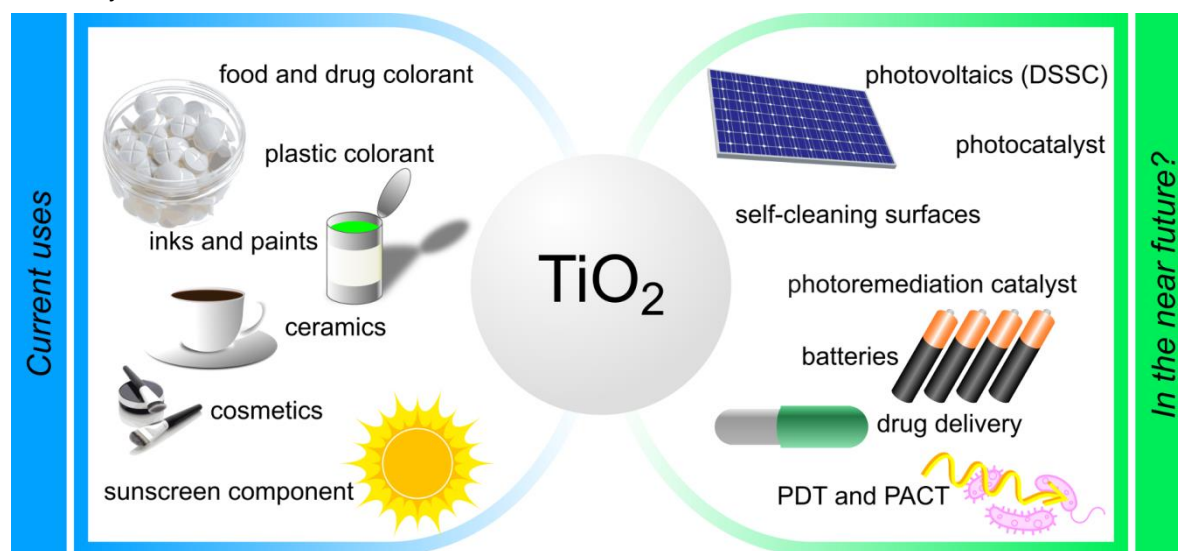 Current uses
food and drug colorant
plastic colorant
inks and paints
ceramics
cosmetics
sunscreen component
TiO₂
photovoltaics (DSSC)
photocatalyst
self-cleaning surfaces
photoremediation catalyst
batteries
drug delivery
PDT and PACT
In the near future?